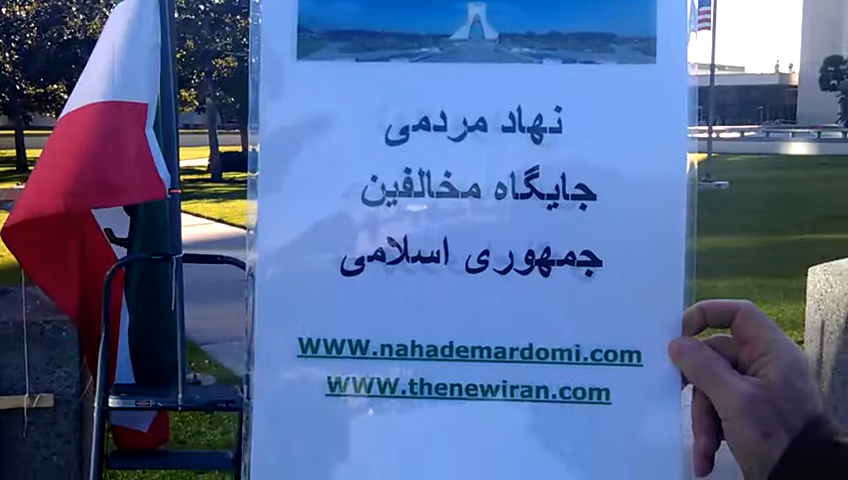 نهاد مردمی
جایگاه مخالفین
جمهوری اسلامی
WWW.nahademardomi.com
WWW.thenewiran.com